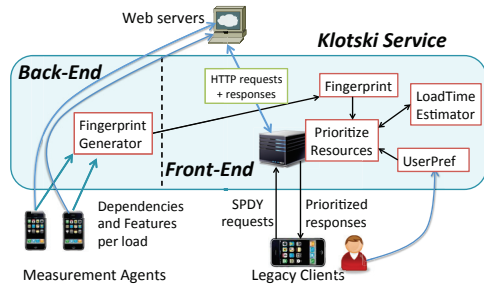 Web servers
Klotski Service
Back-End
HTTP requests
+ responses
Fingerprint
LoadTime
Estimator
Fingerprint
Generator
Prioritize
Resources
UserPref
Front-End
Dependencies
and Features
per load
SPDY
requests
Prioritized
responses
Measurement Agents
Legacy Clients